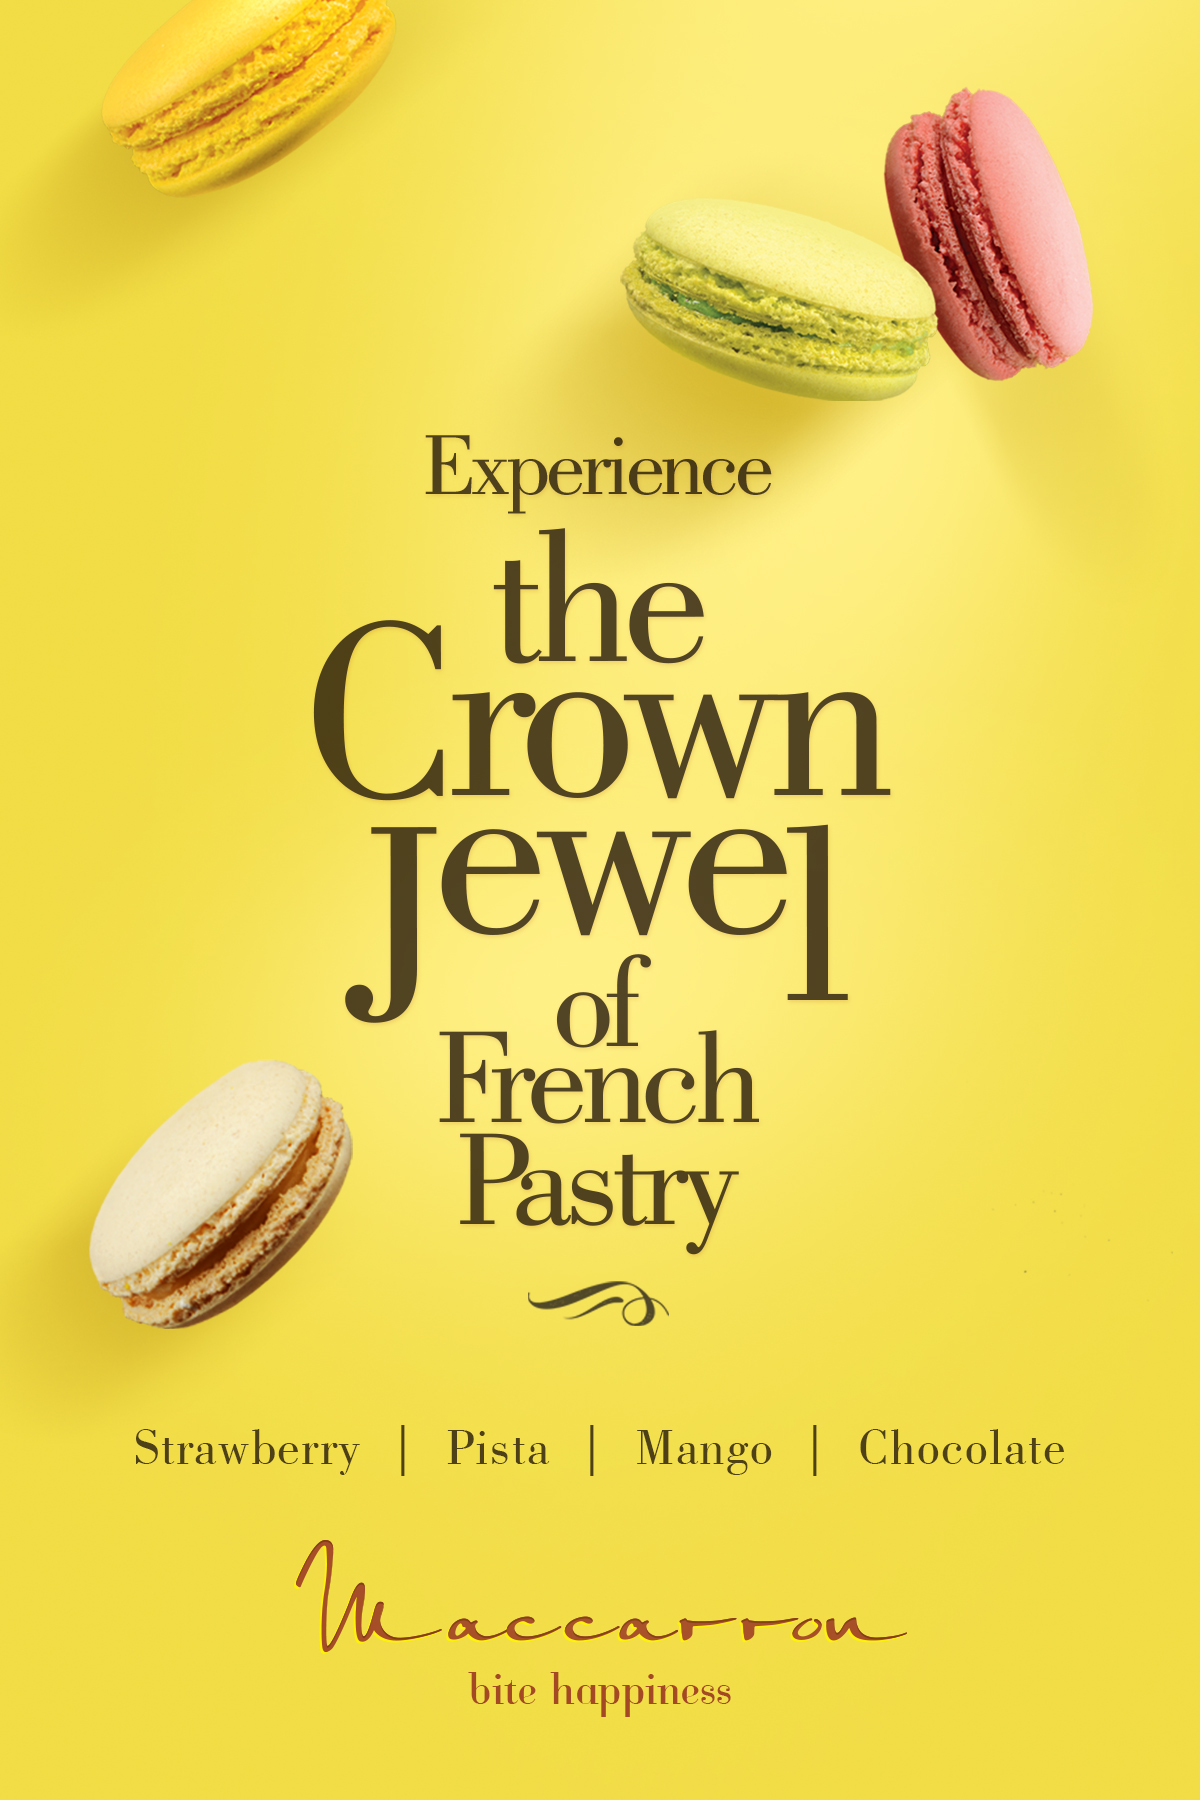 Experience
the
Crown
Jewel
of
French
Pastry
Strawberry | Pista | Mango | Chocolate
Maccarron
bite happiness